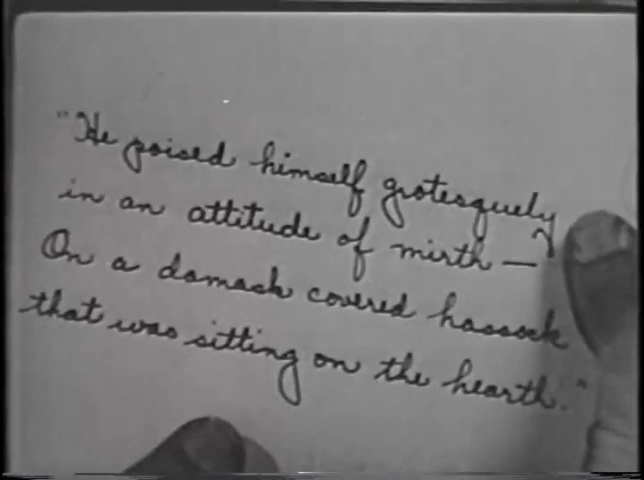 "He poised himself grotesquely
in an attitude of mirth —
On a damask covered hassock
that was sitting on the hearth."